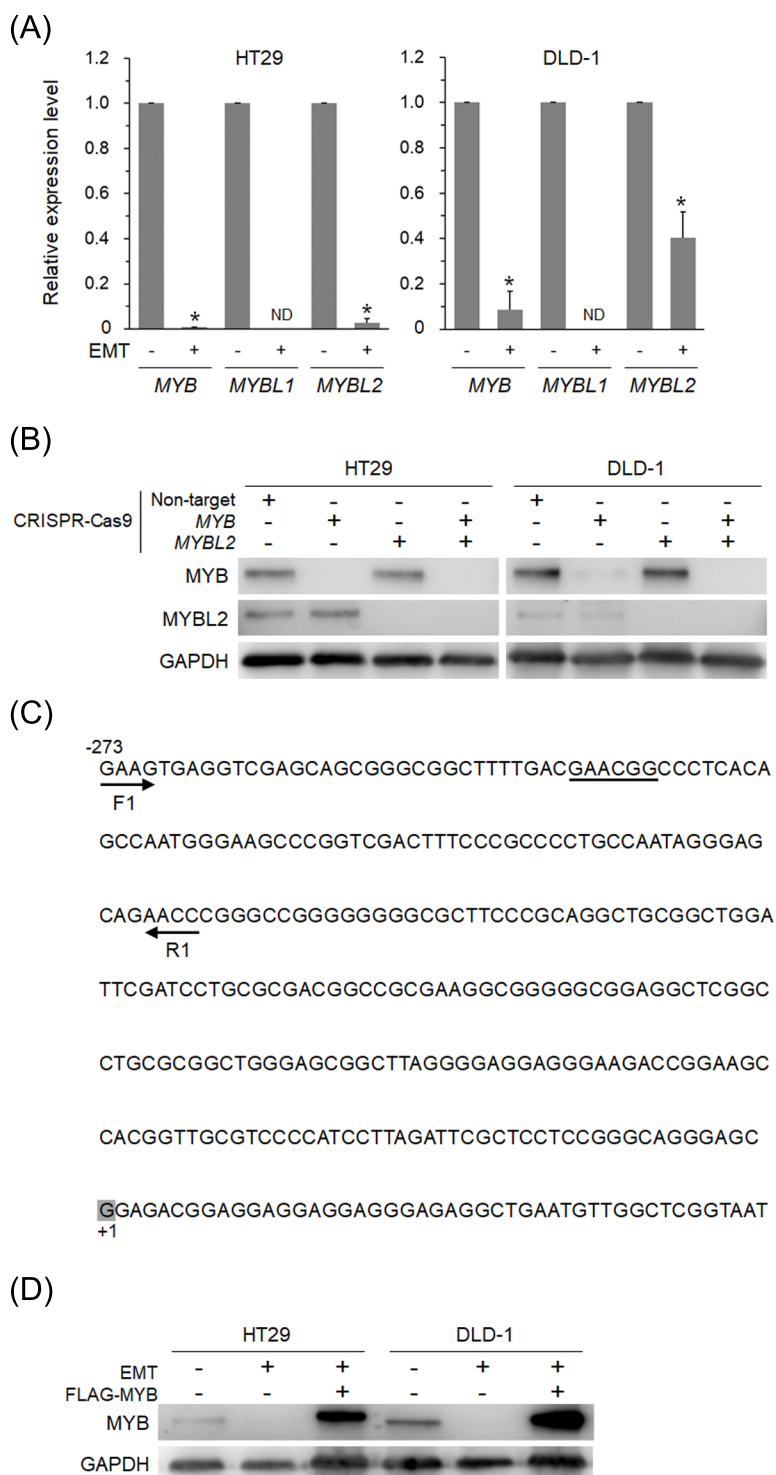 (A)
HT29
DLD-1
Relative expression level
1.2
1.0
0.8
0.6
0.4
0.2
0
* ND *
1.2
1.0
0.8
0.6
0.4
0.2
0
* ND *
EMT - + - + - + - + - + - +
MYB MYBL1 MYBL2 MYB MYBL1 MYBL2
(B)
HT29 DLD-1
CRISPR-Cas9
Non-target + - - - + - - -
MYB - + - + - + - +
MYBL2 - - + + - - + +
MYB
MYBL2
GAPDH
(C)
-273
GAAGTGAGGTCGAGCAGCGGGCGGCTTTTGACGAACGGCCCTCACA
F1
GCCAATGGGAAGCCCGGTCGACTTTCCCGCCCCTGCCAATAGGGAG
CAGAACCCCGGGCCGGGGGGGGCGCTTCCCGCAGGCTGCGGCTGGA
R1
TTCGATCCTGCGCGACGGCCGCGAAGGCGGGGGCGGAGGCTCGGC
CTGCGCGGCTGGGAGCGGCTTAGGGGAGGAGGGAAGACCGGAAGC
CACGGTTGCGTCCCCATCCTTAGATTCGCTCCTCCGGGCAGGGAGC
GGAGACGGAGGAGGAGGAGGGAGAGGCTGAATGTTGGCTCGGTAAT
+1
(D)
HT29 DLD-1
EMT - + + - + +
FLAG-MYB - - + - - +
MYB
GAPDH